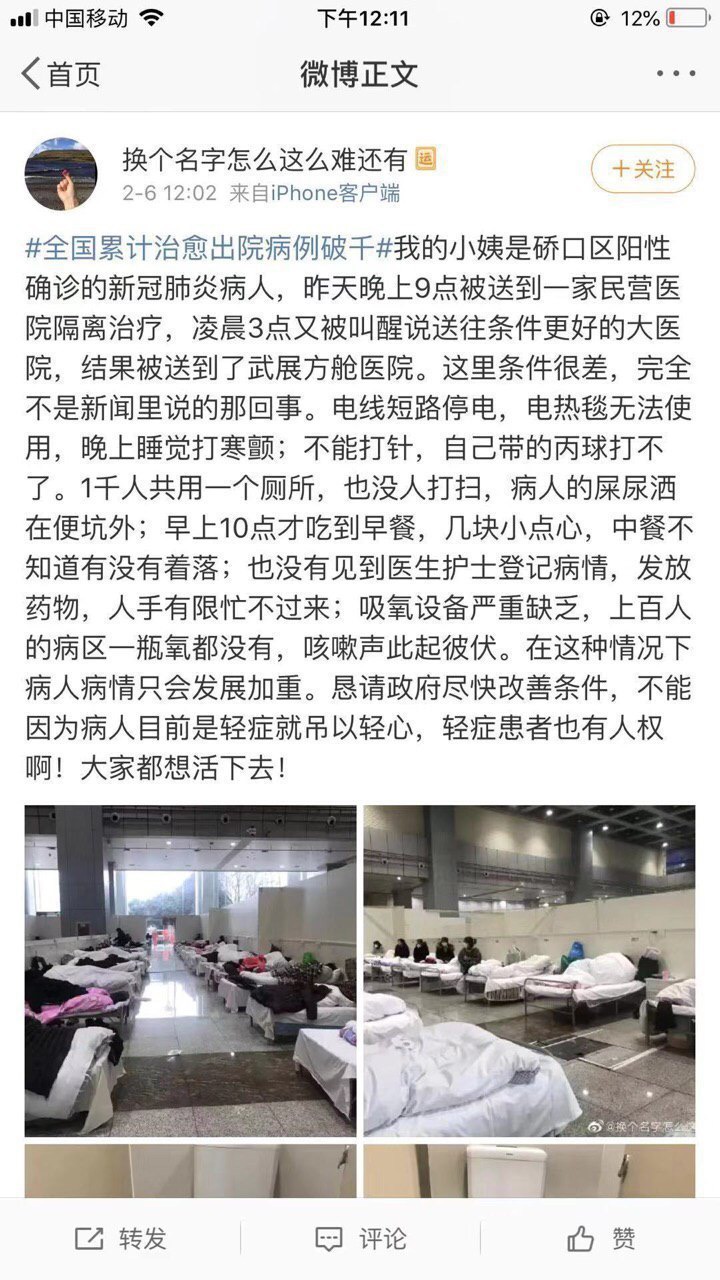 中国移动
下午12:11
12%
首页
微博正文
换个名字怎么这么难还有
运
2-6 12:02 来自iPhone客户端
+关注
#全国累计治愈出院病例破千#我的小姨是硚口区阳性
确诊的新冠肺炎病人，昨天晚上9点被送到一家民营医
院隔离治疗，凌晨3点又被叫醒说送往条件更好的大医
院，结果被送到了武展方舱医院。这里条件很差，完全
不是新闻里说的那回事。电线短路停电，电热毯无法使
用，晚上睡觉打寒颤；不能打针，自己带的丙球打不
了。1千人共用一个厕所，也没人打扫，病人的屎尿洒
在便坑外；早上10点才吃到早餐，几块小点心，中餐不
知道有没有着落；也没有见到医生护士登记病情，发放
药物，人手有限忙不过来；吸氧设备严重缺乏，上百人
的病区一瓶氧都没有，咳嗽声此起彼伏。在这种情况下
病人病情只会发展加重。恳请政府尽快改善条件，不能
因为病人目前是轻症就吊以轻心，轻症患者也有人权
啊！大家都想活下去！
@换个名字怎么
转发
评论
赞